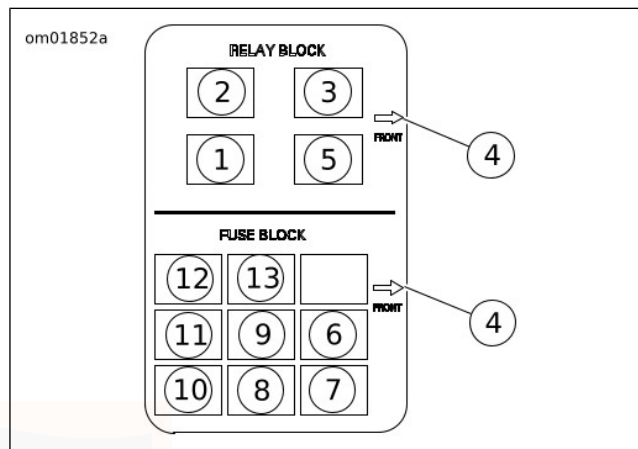 om01852a
RELAY BLOCK
2 3
FRONT
4
1 5
FUSE BLOCK
12 13
FRONT
4
11 9 6
10 8 7